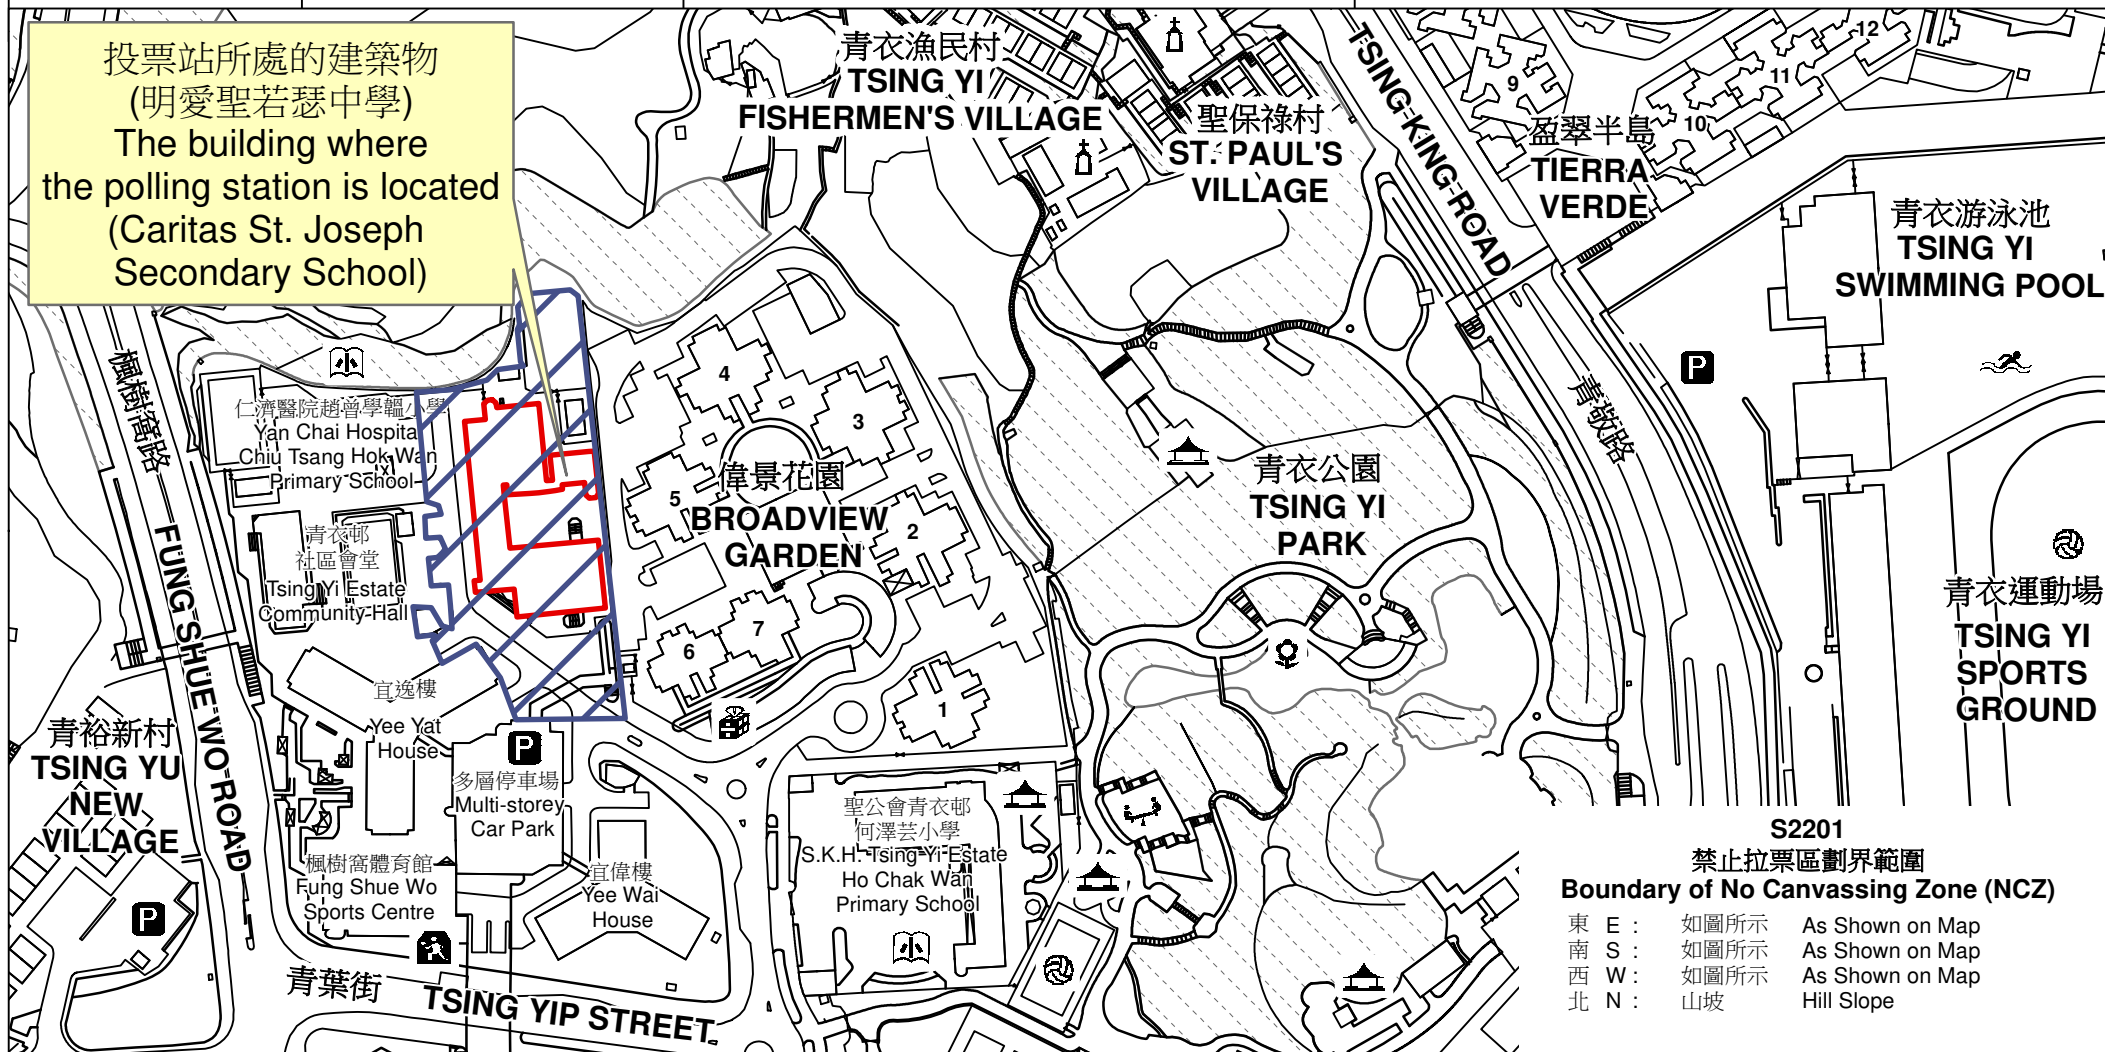 投票站所處的建築物
(明愛聖若瑟中學)
The building where
the polling station is located
(Caritas St. Joseph
Secondary School)
青衣漁民村
TSING YI
FISHERMEN'S VILLAGE
聖保祿村
ST. PAUL'S
VILLAGE
TSING KING ROAD
9
10
11
12
盈翠半島
TIERRA
VERDE
青衣游泳池
TSING YI
SWIMMING POOL
P
楓樹窩路
仁濟醫院趙曾學韞小學
Yan Chai Hospital
Chiu Tsang Hok Wan
Primary School
青衣邨
社區會堂
Tsing Yi Estate
Community Hall
FUNG SHUE WO ROAD
4
3
5
2
偉景花園
BROADVIEW
GARDEN
7
6
1
青衣公園
TSING YI
PARK
青敬路
青衣運動場
TSING YI
SPORTS
GROUND
青裕新村
TSING YU
NEW
VILLAGE
宜逸樓
Yee Yat
House
P
多層停車場
Multi-storey
Car Park
楓樹窩體育館
Fung Shue Wo
Sports Centre
宜偉樓
Yee Wai
House
聖公會青衣邨
何澤芸小學
S.K.H. Tsing Yi Estate
Ho Chak Wan
Primary School
P
青葉街
TSING YIP STREET
S2201
禁止拉票區劃界範圍
Boundary of No Canvassing Zone (NCZ)
東 E : 如圖所示 As Shown on Map
南 S : 如圖所示 As Shown on Map
西 W : 如圖所示 As Shown on Map
北 N : 山坡 Hill Slope